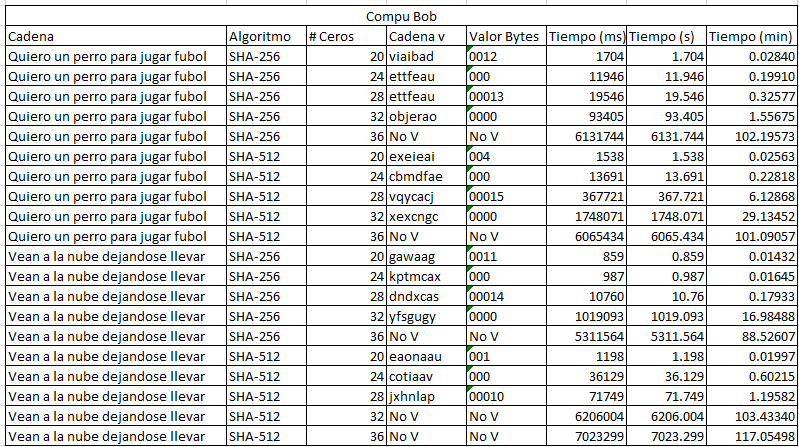 Compu Bob
Cadena Algoritmo # Ceros Cadena v Valor Bytes Tiempo (ms) Tiempo (s) Tiempo (min)
Quiero un perro para jugar fubol SHA-256 20 viaibad 0012 1704 1.704 0.02840
Quiero un perro para jugar fubol SHA-256 24 ettfeau 000 11946 11.946 0.19910
Quiero un perro para jugar fubol SHA-256 28 ettfeau 00013 19546 19.546 0.32577
Quiero un perro para jugar fubol SHA-256 32 objerao 0000 93405 93.405 1.55675
Quiero un perro para jugar fubol SHA-256 36 No V No V 6131744 6131.744 102.19573
Quiero un perro para jugar fubol SHA-512 20 exeieai 004 1538 1.538 0.02563
Quiero un perro para jugar fubol SHA-512 24 cbmdfae 000 13691 13.691 0.22818
Quiero un perro para jugar fubol SHA-512 28 vqycacj 00015 367721 367.721 6.12868
Quiero un perro para jugar fubol SHA-512 32 xexcngc 0000 1748071 1748.071 29.13452
Quiero un perro para jugar fubol SHA-512 36 No V No V 6065434 6065.434 101.09057
Vean a la nube dejandose llevar SHA-256 20 gawaag 0011 859 0.859 0.01432
Vean a la nube dejandose llevar SHA-256 24 kptmcax 000 987 0.987 0.01645
Vean a la nube dejandose llevar SHA-256 28 dndxcas 00014 10760 10.76 0.17933
Vean a la nube dejandose llevar SHA-256 32 yfsgugy 0000 1019093 1019.093 16.98488
Vean a la nube dejandose llevar SHA-256 36 No V No V 5311564 5311.564 88.52607
Vean a la nube dejandose llevar SHA-512 20 eaonaau 001 1198 1.198 0.01997
Vean a la nube dejandose llevar SHA-512 24 cotiaav 000 36129 36.129 0.60215
Vean a la nube dejandose llevar SHA-512 28 jxhnlap 00010 71749 71.749 1.19582
Vean a la nube dejandose llevar SHA-512 32 No V No V 6206004 6206.004 103.43340
Vean a la nube dejandose llevar SHA-512 36 No V No V 7023299 7023.299 117.05498